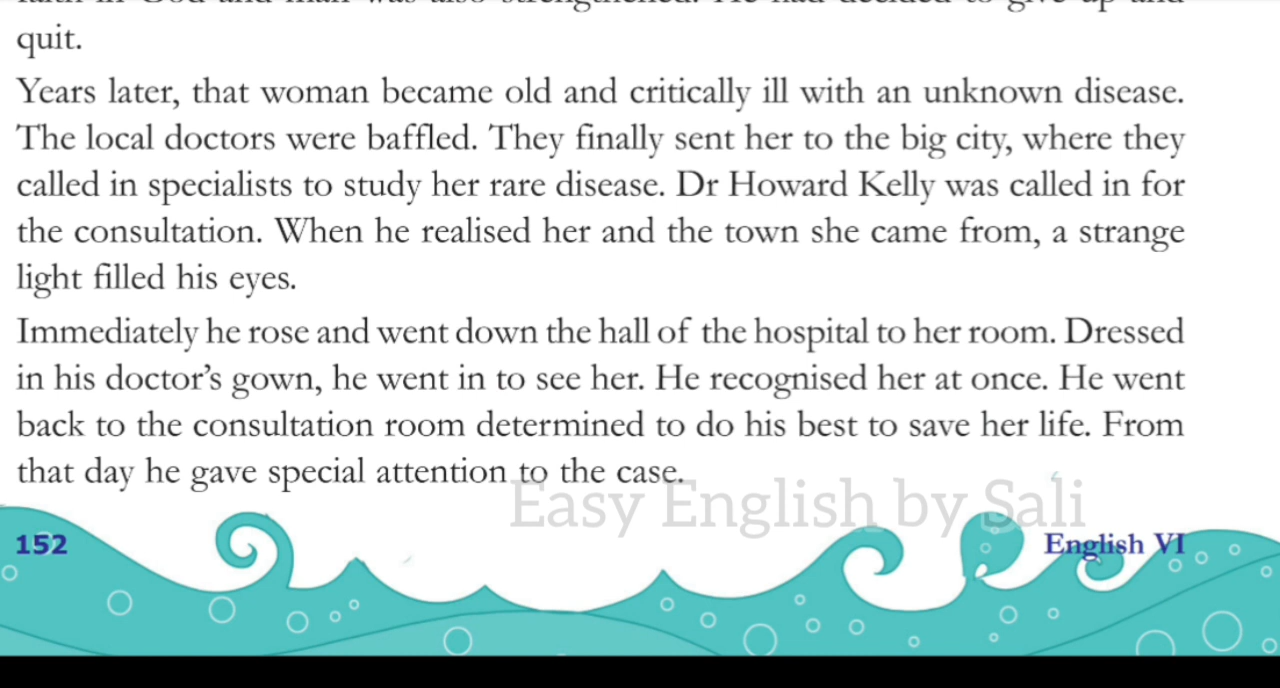 quit.
Years later, that woman became old and critically ill with an unknown disease.
The local doctors were baffled. They finally sent her to the big city, where they
called in specialists to study her rare disease. Dr Howard Kelly was called in for
the consultation. When he realised her and the town she came from, a strange
light filled his eyes.
Immediately he rose and went down the hall of the hospital to her room. Dressed
in his doctor's gown, he went in to see her. He recognised her at once. He went
back to the consultation room determined to do his best to save her life. From
that day he gave special attention to the case.
Easy English by Sali
152
English VI